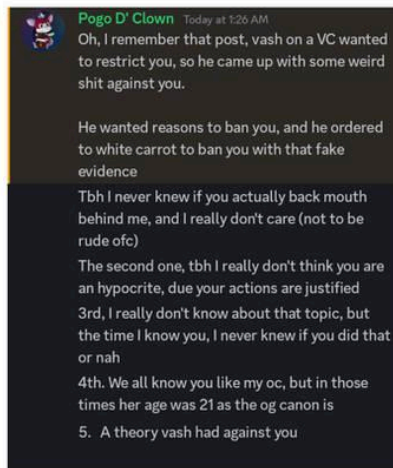 Pogo D' Clown Today at 1:26 AM
Oh, I remember that post, vash on a VC wanted
to restrict you, so he came up with some weird
shit against you.
He wanted reasons to ban you, and he ordered
to white carrot to ban you with that fake
evidence
Tbh I never knew if you actually back mouth
behind me, and I really don't care (not to be
rude ofc)
The second one, tbh I really don't think you are
an hypocrite, due your actions are justified
3rd, I really don't know about that topic, but
the time I know you, I never knew if you did that
or nah
4th. We all know you like my oc, but in those
times her age was 21 as the og canon is
5. A theory vash had against you